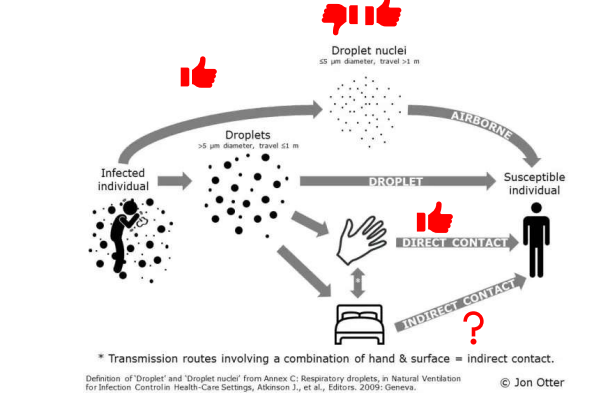 Droplet nuclei
≤5 μm diameter, travel >1 m
Droplets
>5 μm diameter, travel ≤1 m
AIRBORNE
Infected
individual
Susceptible
individual
DROPLET
DIRECT CONTACT
*
INDIRECT CONTACT
?
* Transmission routes involving a combination of hand & surface = indirect contact.
Definition of 'Droplet' and 'Droplet nuclei' from Annex C: Respiratory droplets, in Natural Ventilation
for Infection Control in Health-Care Settings, Atkinson J., et al., Editors. 2009: Geneva.
© Jon Otter